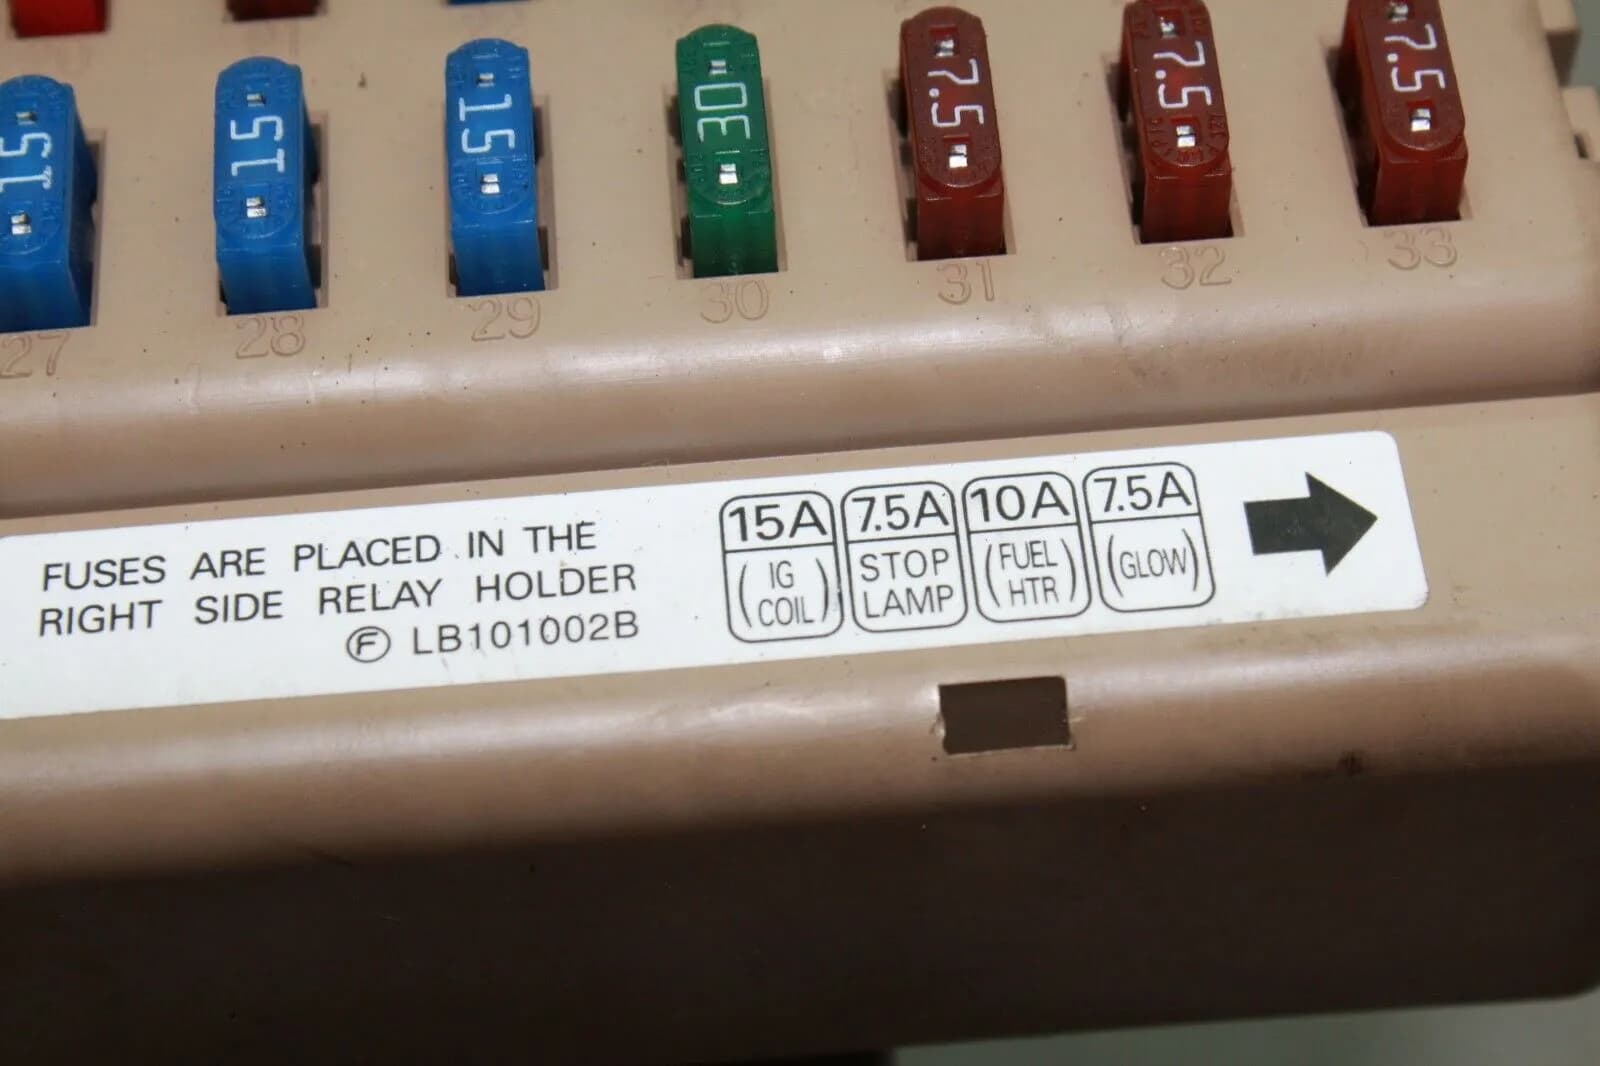 15
15
15
30
7.5
7.5
7.5
27
28
29
30
31
32
33
FUSES ARE PLACED IN THE
RIGHT SIDE RELAY HOLDER
Ⓕ LB101002B
15A
(IG
COIL)
7.5A
STOP
LAMP
10A
(FUEL
HTR)
7.5A
(GLOW)